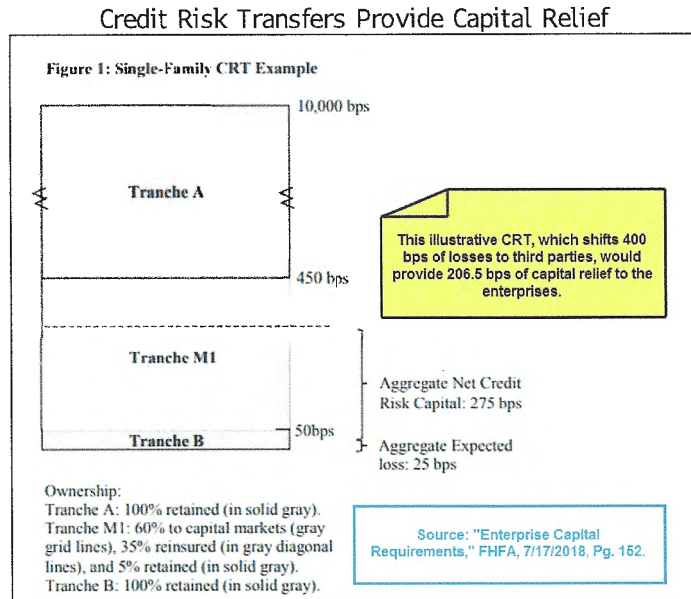 Credit Risk Transfers Provide Capital Relief
Figure 1: Single-Family CRT Example
10,000 bps
Tranche A
This illustrative CRT, which shifts 400
bps of losses to third parties, would
provide 206.5 bps of capital relief to the
enterprises.
450 bps
Tranche M1
Aggregate Net Credit
Risk Capital: 275 bps
50bps
Tranche B
Aggregate Expected
loss: 25 bps
Ownership:
Tranche A: 100% retained (in solid gray).
Tranche M1: 60% to capital markets (gray
grid lines), 35% reinsured (in gray diagonal
lines), and 5% retained (in solid gray).
Tranche B: 100% retained (in solid gray).
Source: "Enterprise Capital
Requirements," FHFA, 7/17/2018, Pg. 152.